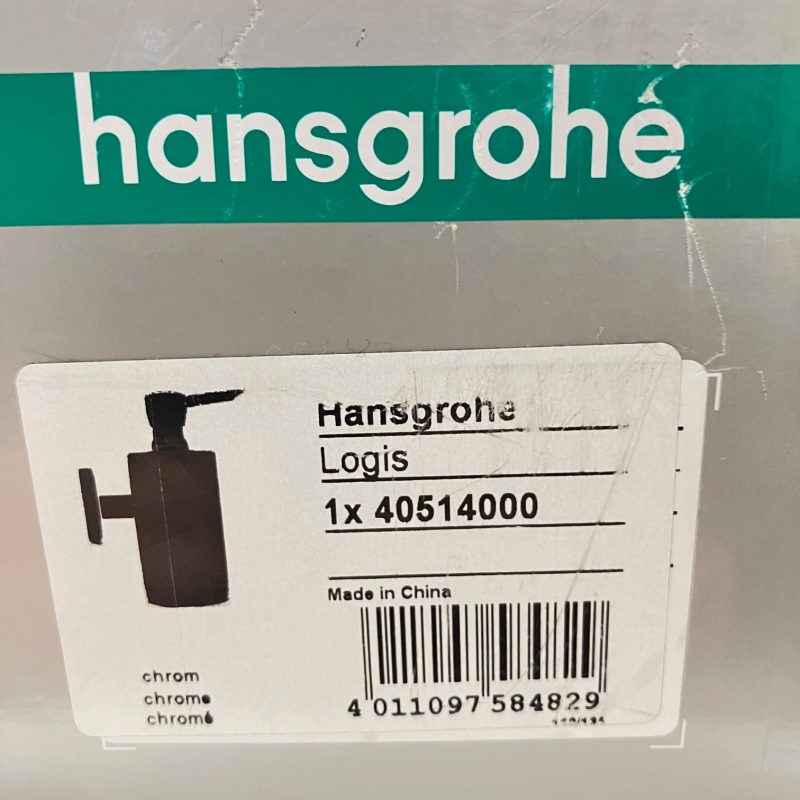 hansgrohe
Hansgrohe
Logis
1x 40514000
Made in China
chrom
chrome
chromé
4 011097 584829